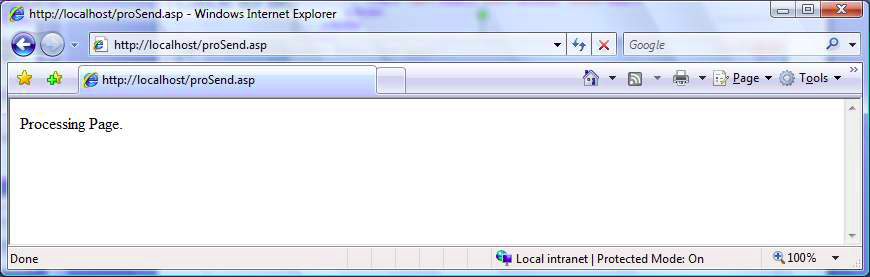 http://localhost/proSend.asp - Windows Internet Explorer
http://localhost/proSend.asp
Google
http://localhost/proSend.asp
Page
Tools
»
Processing Page.
Done
Local intranet | Protected Mode: On
100%